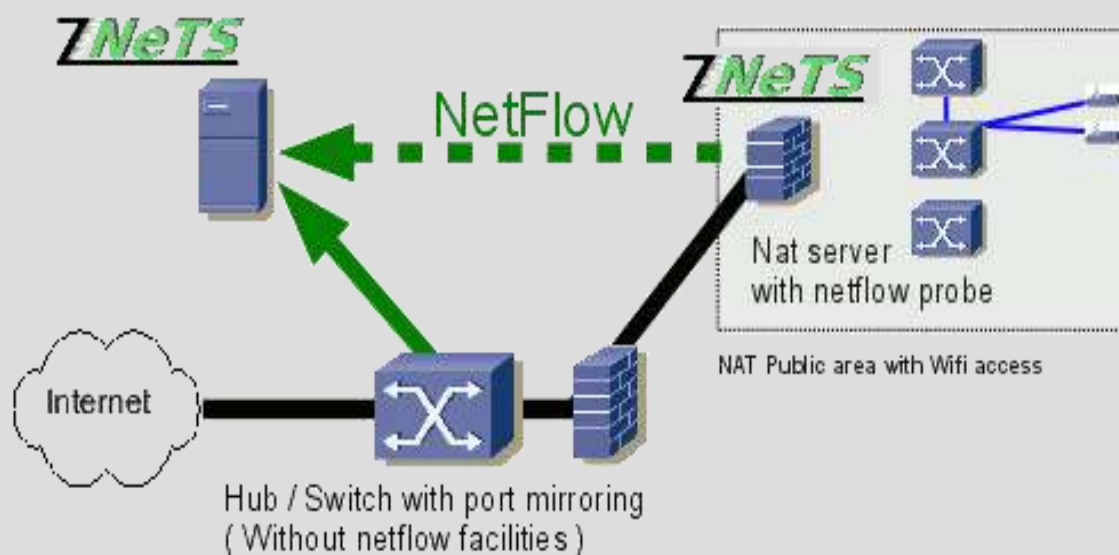 ZNeTS
ZNeTS
NetFlow
Nat server
with netflow probe
NAT Public area with Wifi access
Internet
Hub / Switch with port mirroring
( Without netflow facilities )